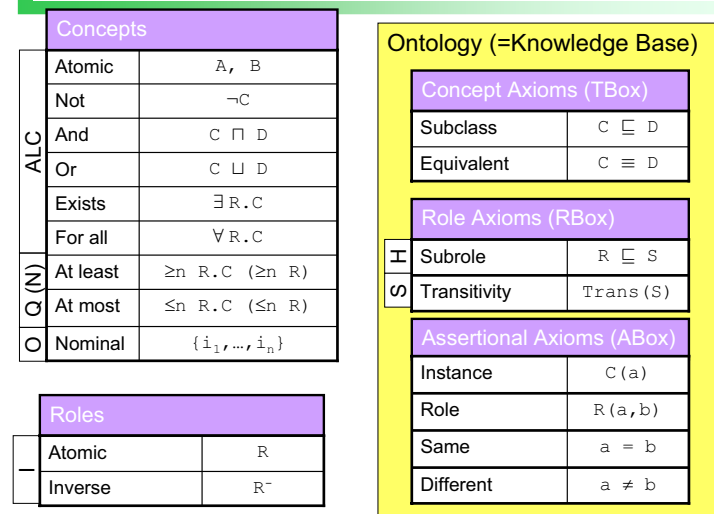 Concepts
ALC
Atomic A, B
Not ¬C
And C ⊓ D
Or C ⊔ D
Exists ∃R.C
For all ∀R.C
Q (N)
At least ≥n R.C (≥n R)
At most ≤n R.C (≤n R)
O
Nominal {i₁,…,iₙ}
Roles
I
Atomic R
Inverse R⁻
Ontology (=Knowledge Base)
Concept Axioms (TBox)
Subclass C ⊑ D
Equivalent C ≡ D
Role Axioms (RBox)
H
Subrole R ⊑ S
S
Transitivity Trans(S)
Assertional Axioms (ABox)
Instance C(a)
Role R(a,b)
Same a = b
Different a ≠ b